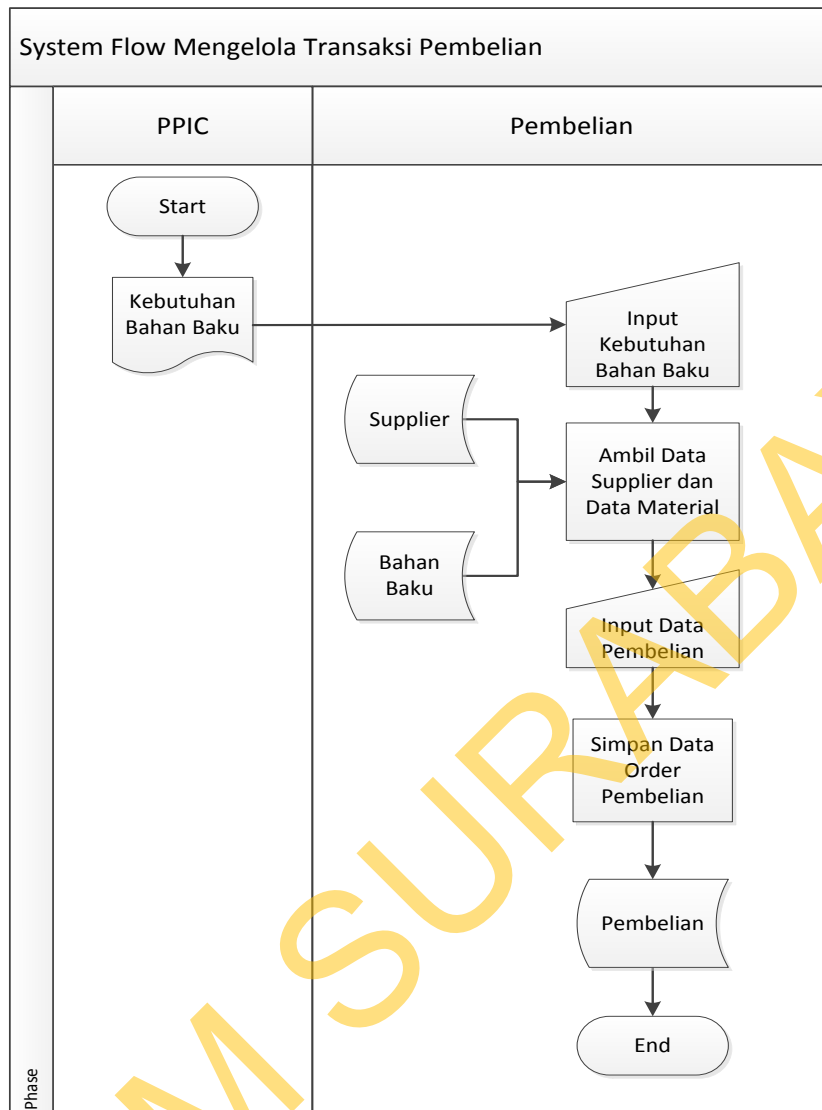 System Flow Mengelola Transaksi Pembelian
PPIC
Pembelian
Start
Kebutuhan
Bahan Baku
Input
Kebutuhan
Bahan Baku
Supplier
Ambil Data
Supplier dan
Data Material
Bahan
Baku
Input Data
Pembelian
Simpan Data
Order
Pembelian
Pembelian
End
Phase
M SURABA